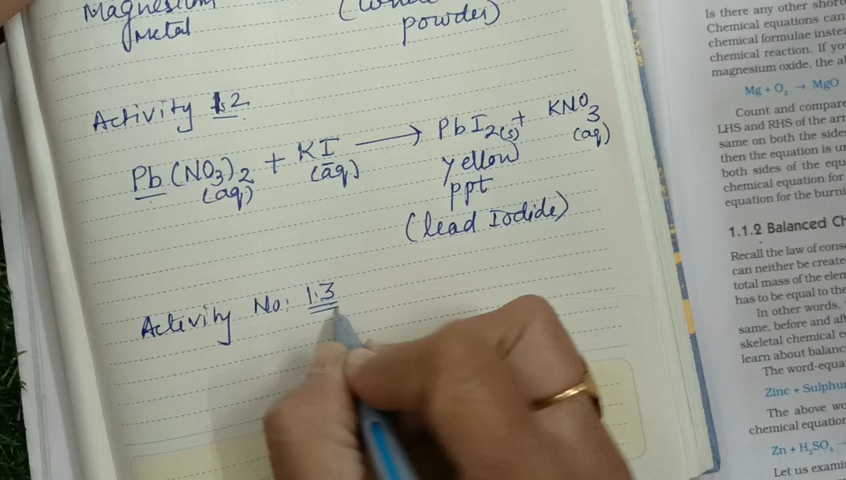 Magnesium
Metal
powder)
Activity 1.2
Pb(NO3)2 + KI ⟶ PbI2(s) + KNO3
(aq) (aq) yellow (aq)
ppt
(lead Iodide)
Activity No: 1.3
Is there any other short
Chemical equations can
chemical formulae instea
chemical reaction. If yo
magnesium oxide, the a
Mg + O2 → MgO
Count and compare
LHS and RHS of the arr
same on both the side
then the equation is un
both sides of the equ
chemical equation for
equation for the burni
1.1.2 Balanced Ch
Recall the law of cons
can neither be create
total mass of the elem
has to be equal to the
In other words,
same, before and aft
skeletal chemical e
learn about balanc
The word-equa
Zinc + Sulphur
The above wo
chemical equation
Zn + H2SO4 →
Let us exami